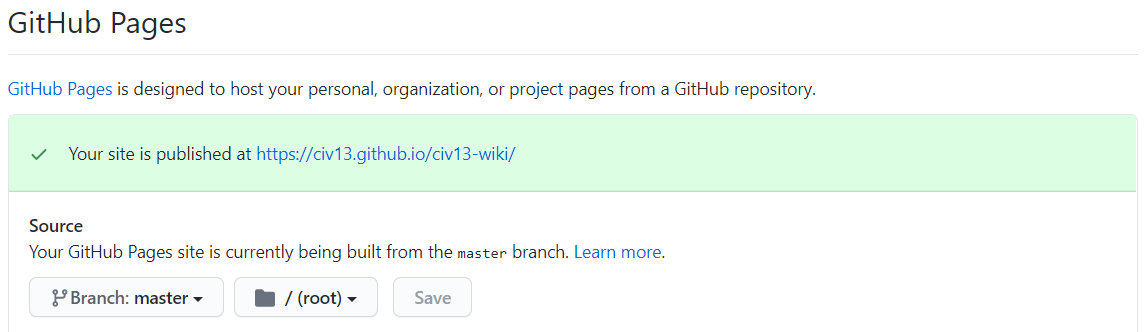 GitHub Pages
GitHub Pages is designed to host your personal, organization, or project pages from a GitHub repository.
Your site is published at https://civ13.github.io/civ13-wiki/
Source
Your GitHub Pages site is currently being built from the master branch. Learn more.
Branch: master / (root) Save